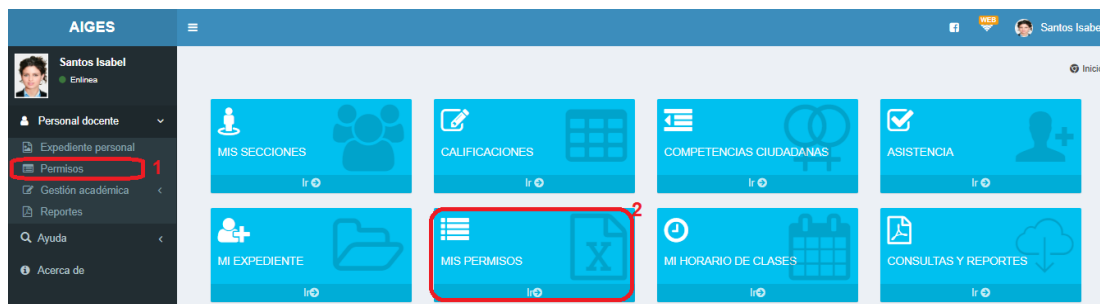 AIGES
WEB
Santos Isabe
Santos Isabel
Enlinea
Inicio
Personal docente
Expediente personal
Permisos 1
Gestión académica
Reportes
Ayuda
Acerca de
MIS SECCIONES
Ir
CALIFICACIONES
Ir
COMPETENCIAS CIUDADANAS
Ir
ASISTENCIA
Ir
MI EXPEDIENTE
Ir
2
MIS PERMISOS
X
Ir
MI HORARIO DE CLASES
Ir
CONSULTAS Y REPORTES
Ir